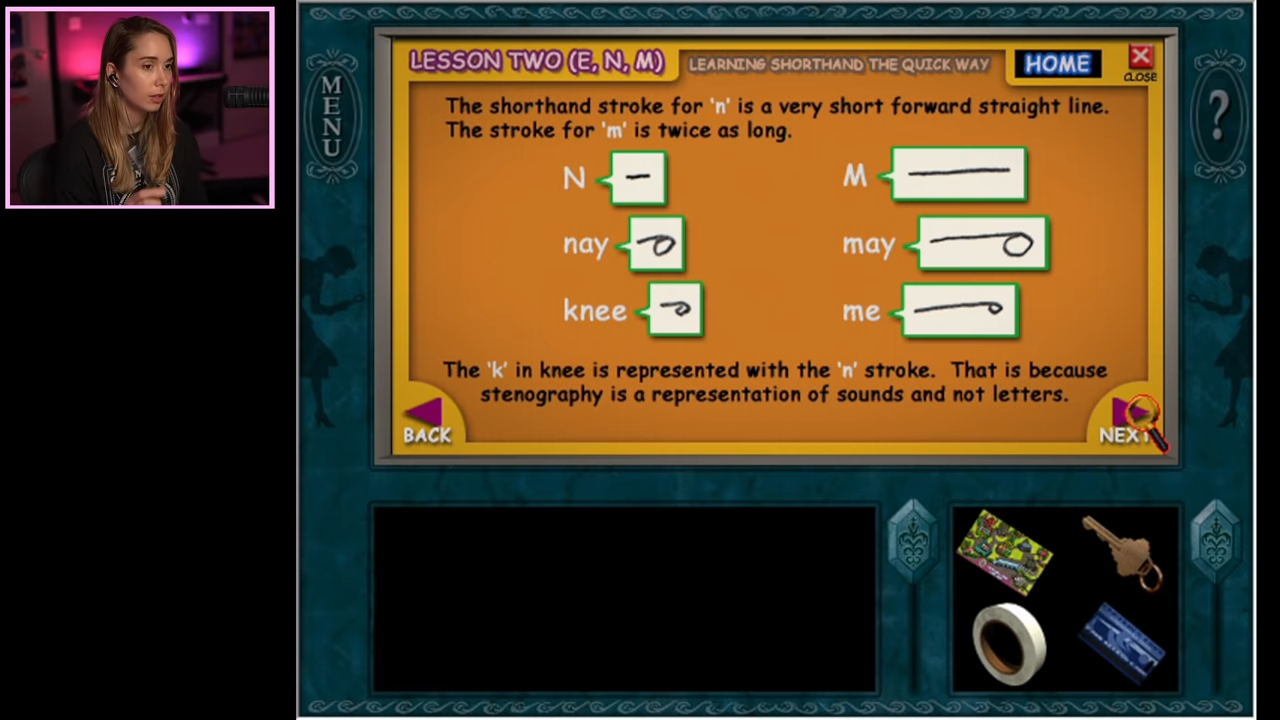 MENU
LESSON TWO (E, N, M)
LEARNING SHORTHAND THE QUICK WAY
HOME
CLOSE
?
The shorthand stroke for 'n' is a very short forward straight line.
The stroke for 'm' is twice as long.
N
M
nay
may
knee
me
The 'k' in knee is represented with the 'n' stroke. That is because
stenography is a representation of sounds and not letters.
BACK
NEXT